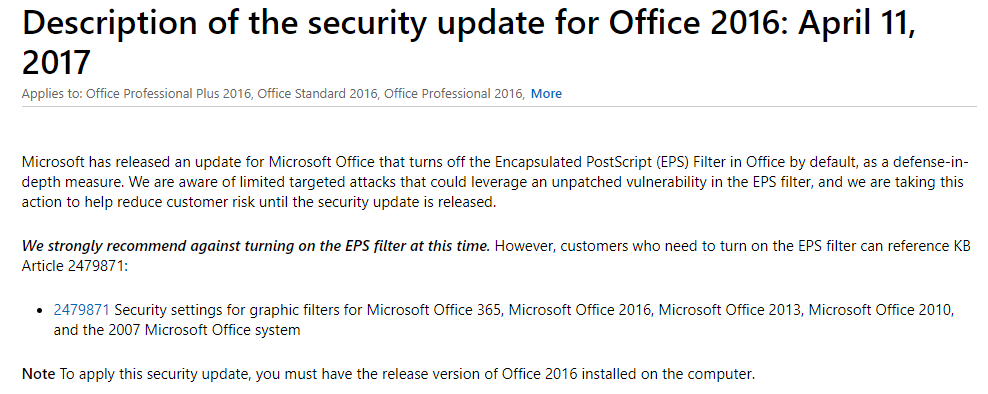 Description of the security update for Office 2016: April 11,
2017
Applies to: Office Professional Plus 2016, Office Standard 2016, Office Professional 2016, More
Microsoft has released an update for Microsoft Office that turns off the Encapsulated PostScript (EPS) Filter in Office by default, as a defense-in-
depth measure. We are aware of limited targeted attacks that could leverage an unpatched vulnerability in the EPS filter, and we are taking this
action to help reduce customer risk until the security update is released.
We strongly recommend against turning on the EPS filter at this time. However, customers who need to turn on the EPS filter can reference KB
Article 2479871:
• 2479871 Security settings for graphic filters for Microsoft Office 365, Microsoft Office 2016, Microsoft Office 2013, Microsoft Office 2010,
and the 2007 Microsoft Office system
Note To apply this security update, you must have the release version of Office 2016 installed on the computer.